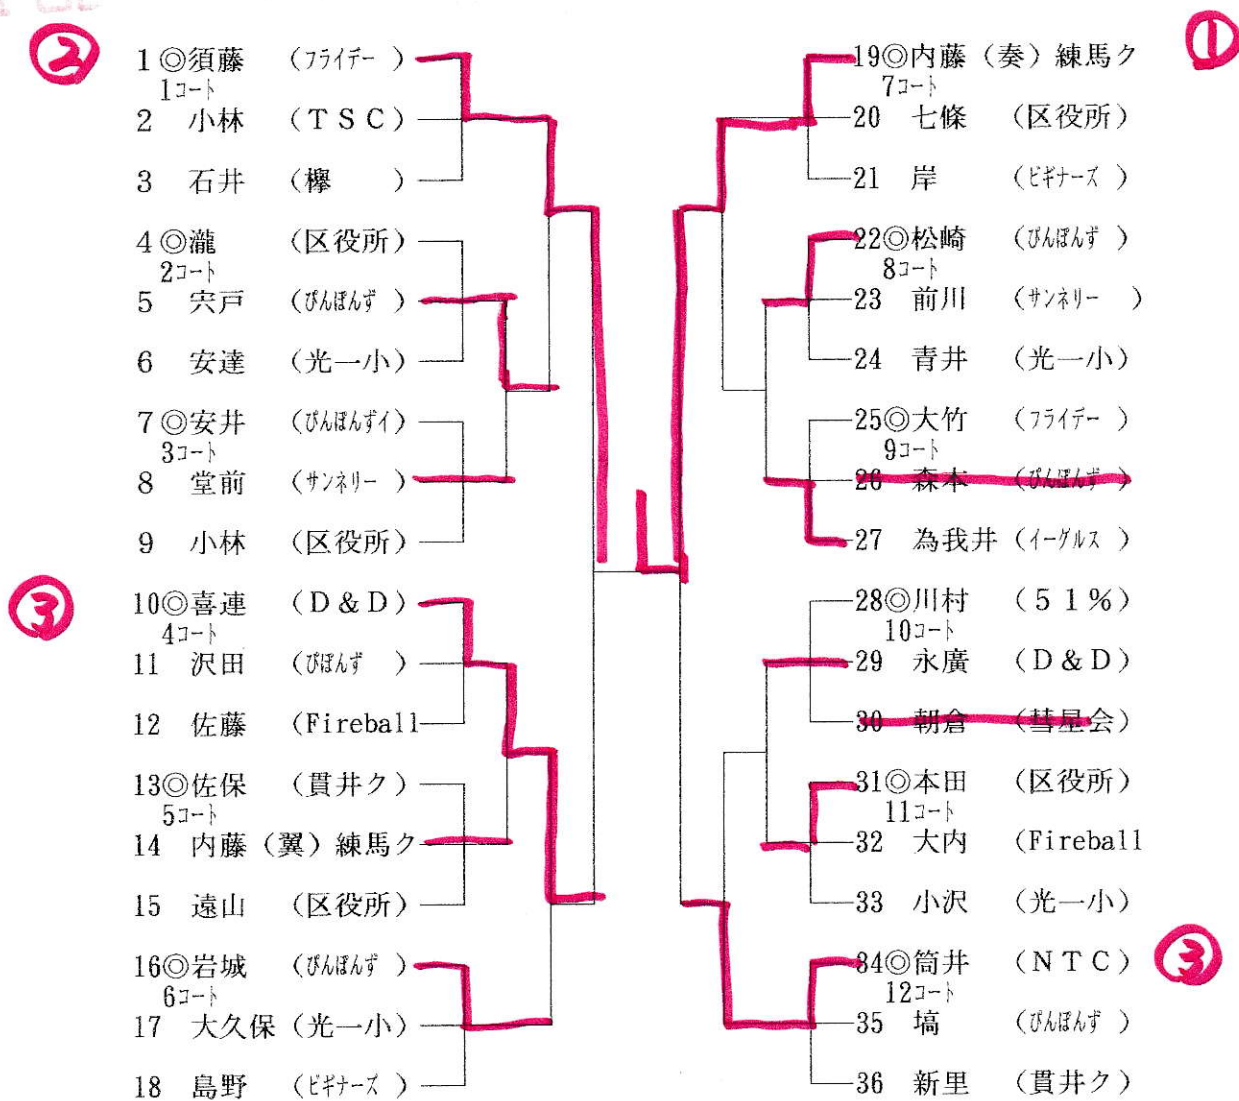 ②
1◎須藤 (フライデー )
1コート
2 小林 (TSC)
3 石井 (欅 )
4◎瀧 (区役所)
2コート
5 宍戸 (ぴんぽんず )
6 安達 (光一小)
7◎安井 (ぴんぽんずイ)
3コート
8 堂前 (サンネリー )
9 小林 (区役所)
③
10◎喜連 (D&D)
4コート
11 沢田 (ぴぽんず )
12 佐藤 (Fireball
13◎佐保 (貫井ク)
5コート
14 内藤(翼)練馬ク
15 遠山 (区役所)
16◎岩城 (ぴんぽんず )
6コート
17 大久保(光一小)
18 島野 (ビギナーズ )
①
19◎内藤(奏)練馬ク
7コート
20 七條 (区役所)
21 岸 (ビギナーズ )
22◎松崎 (ぴんぽんず )
8コート
23 前川 (サンネリー )
24 青井 (光一小)
25◎大竹 (フライデー )
9コート
26 森本 (ぴんぽんず )
27 為我井(イーグルス )
28◎川村 (51%)
10コート
29 永廣 (D&D)
30 朝倉 (彗星会)
31◎本田 (区役所)
11コート
32 大内 (Fireball
33 小沢 (光一小)
34◎筒井 (NTC)
③
12コート
35 塙 (ぴんぽんず )
36 新里 (貫井ク)